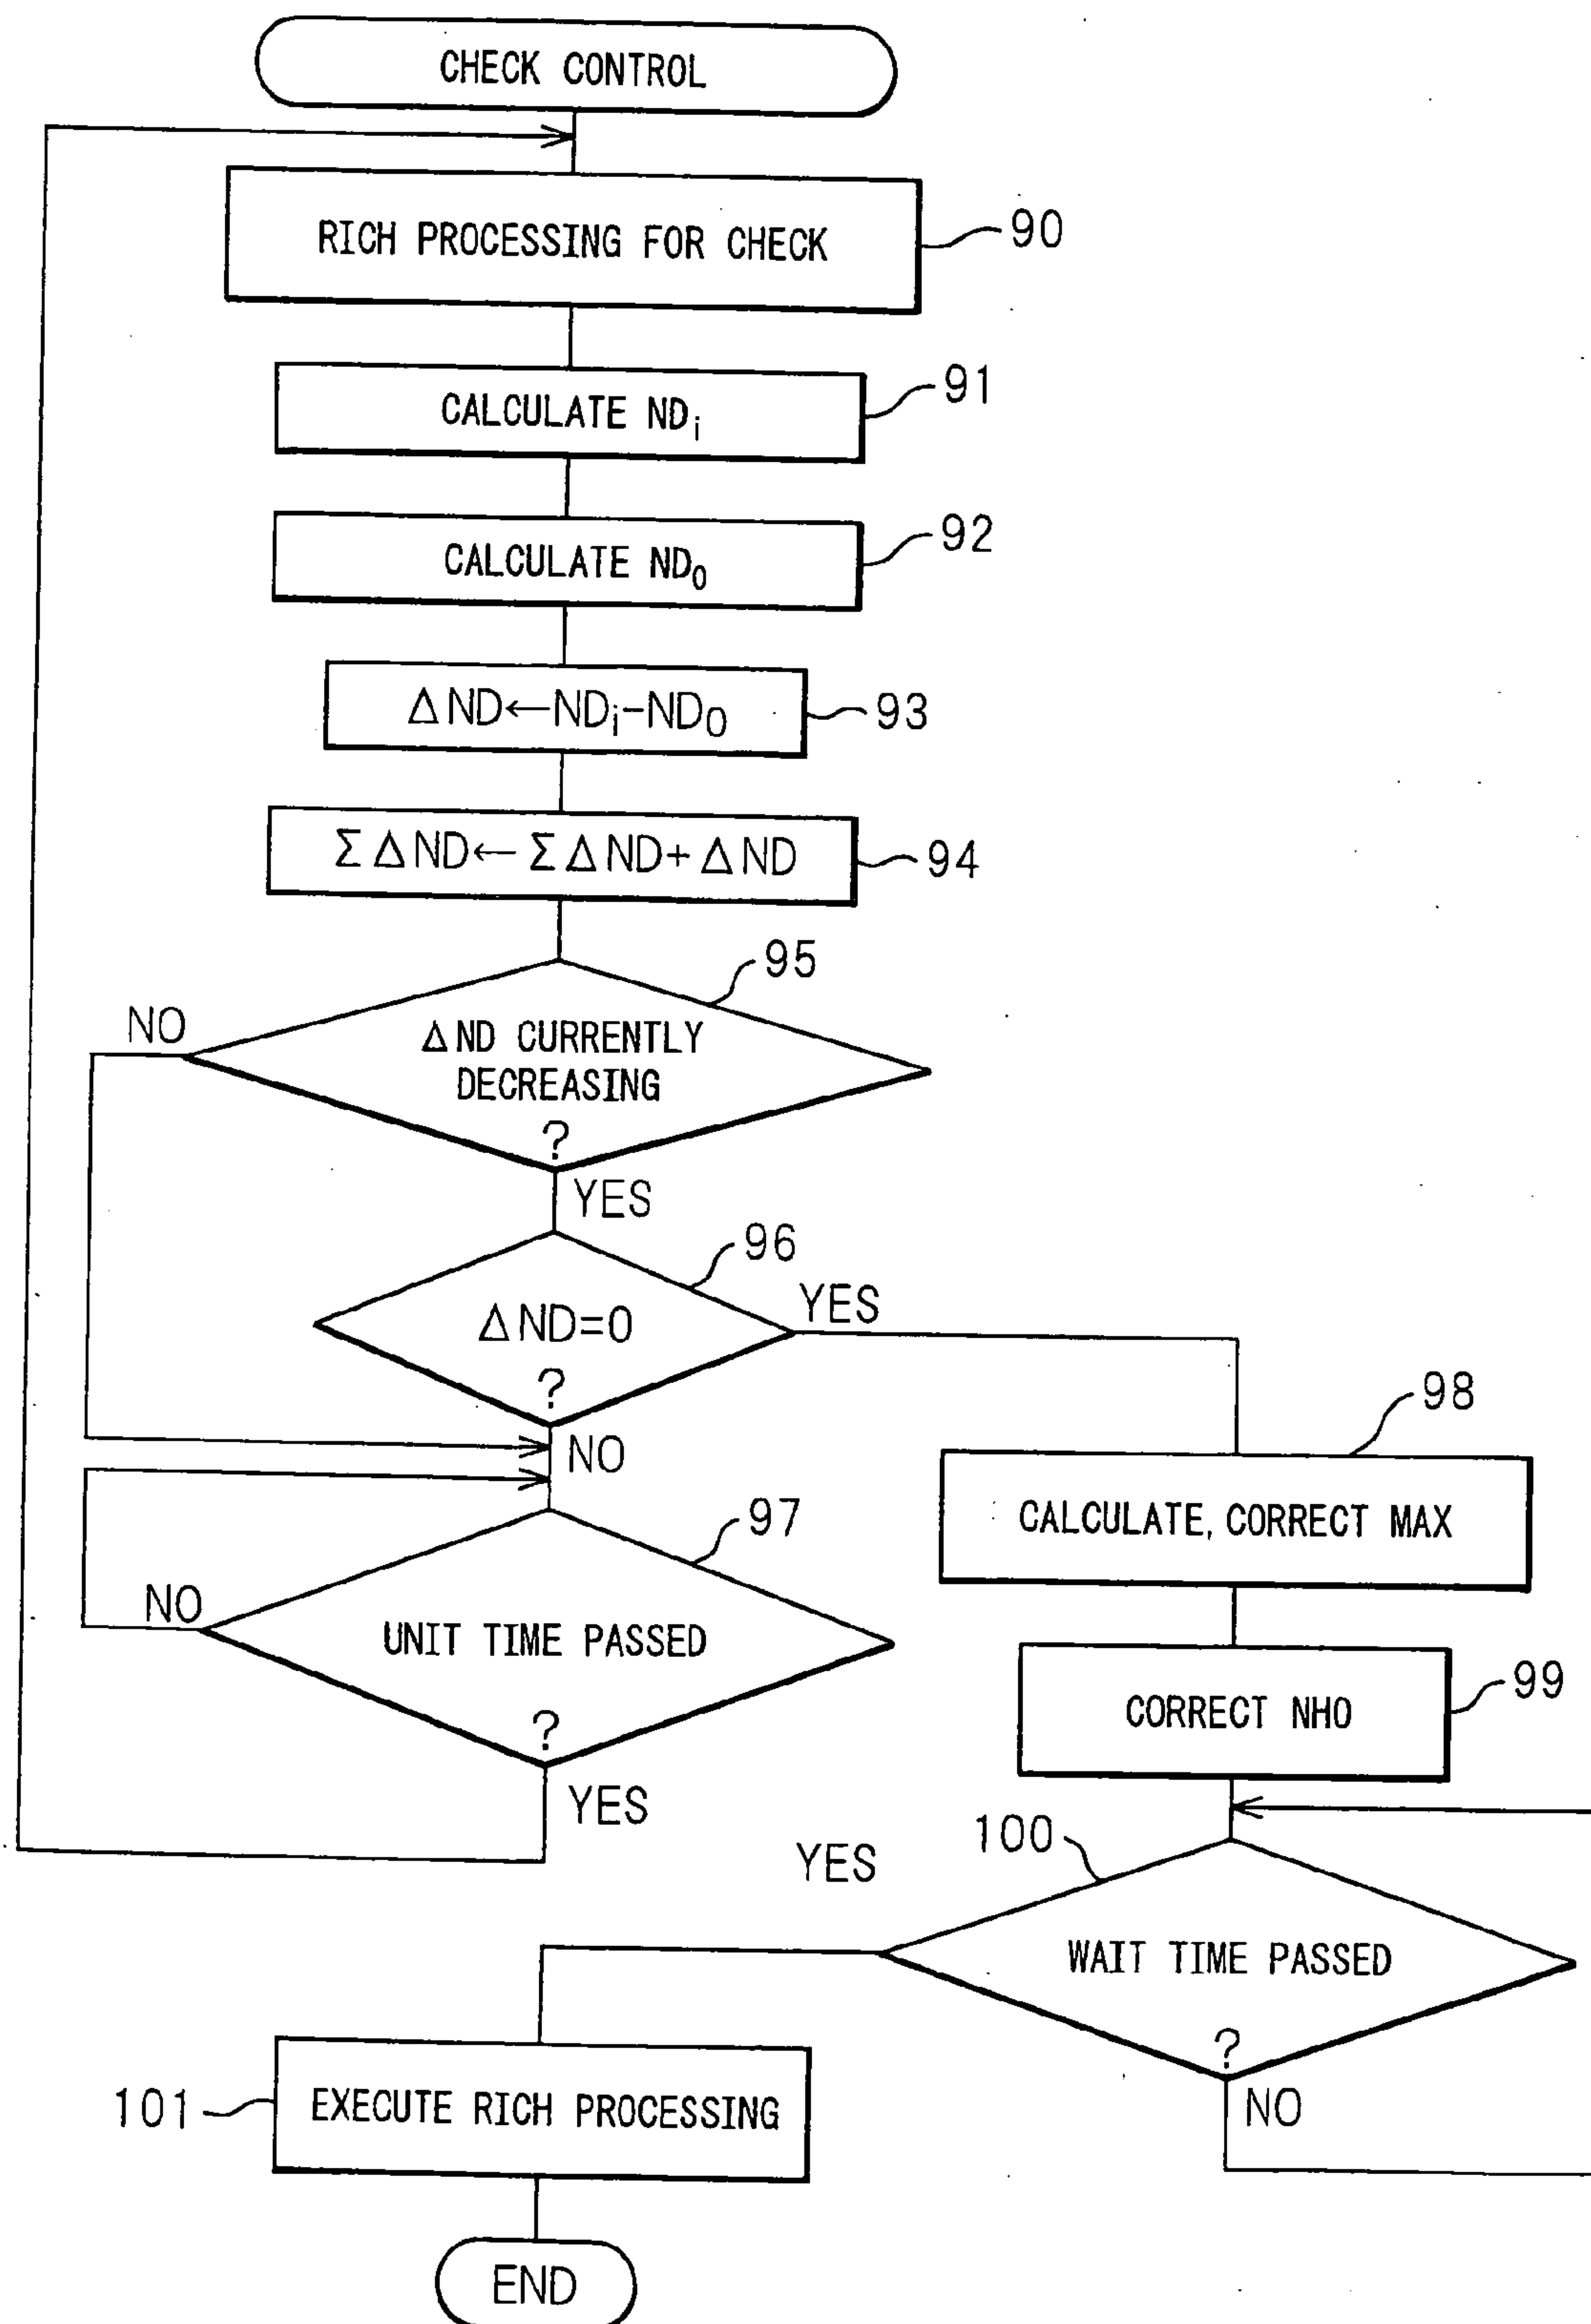 CHECK CONTROL
RICH PROCESSING FOR CHECK
90
CALCULATE NDi
91
CALCULATE ND0
92
ΔND←NDi-ND0
93
ΣΔND←ΣΔND+ΔND
94
95
NO
ΔND CURRENTLY
DECREASING
?
YES
96
ΔND=0
?
YES
NO
97
NO
UNIT TIME PASSED
?
YES
98
CALCULATE, CORRECT MAX
CORRECT NHO
99
100
YES
WAIT TIME PASSED
?
NO
101
EXECUTE RICH PROCESSING
END